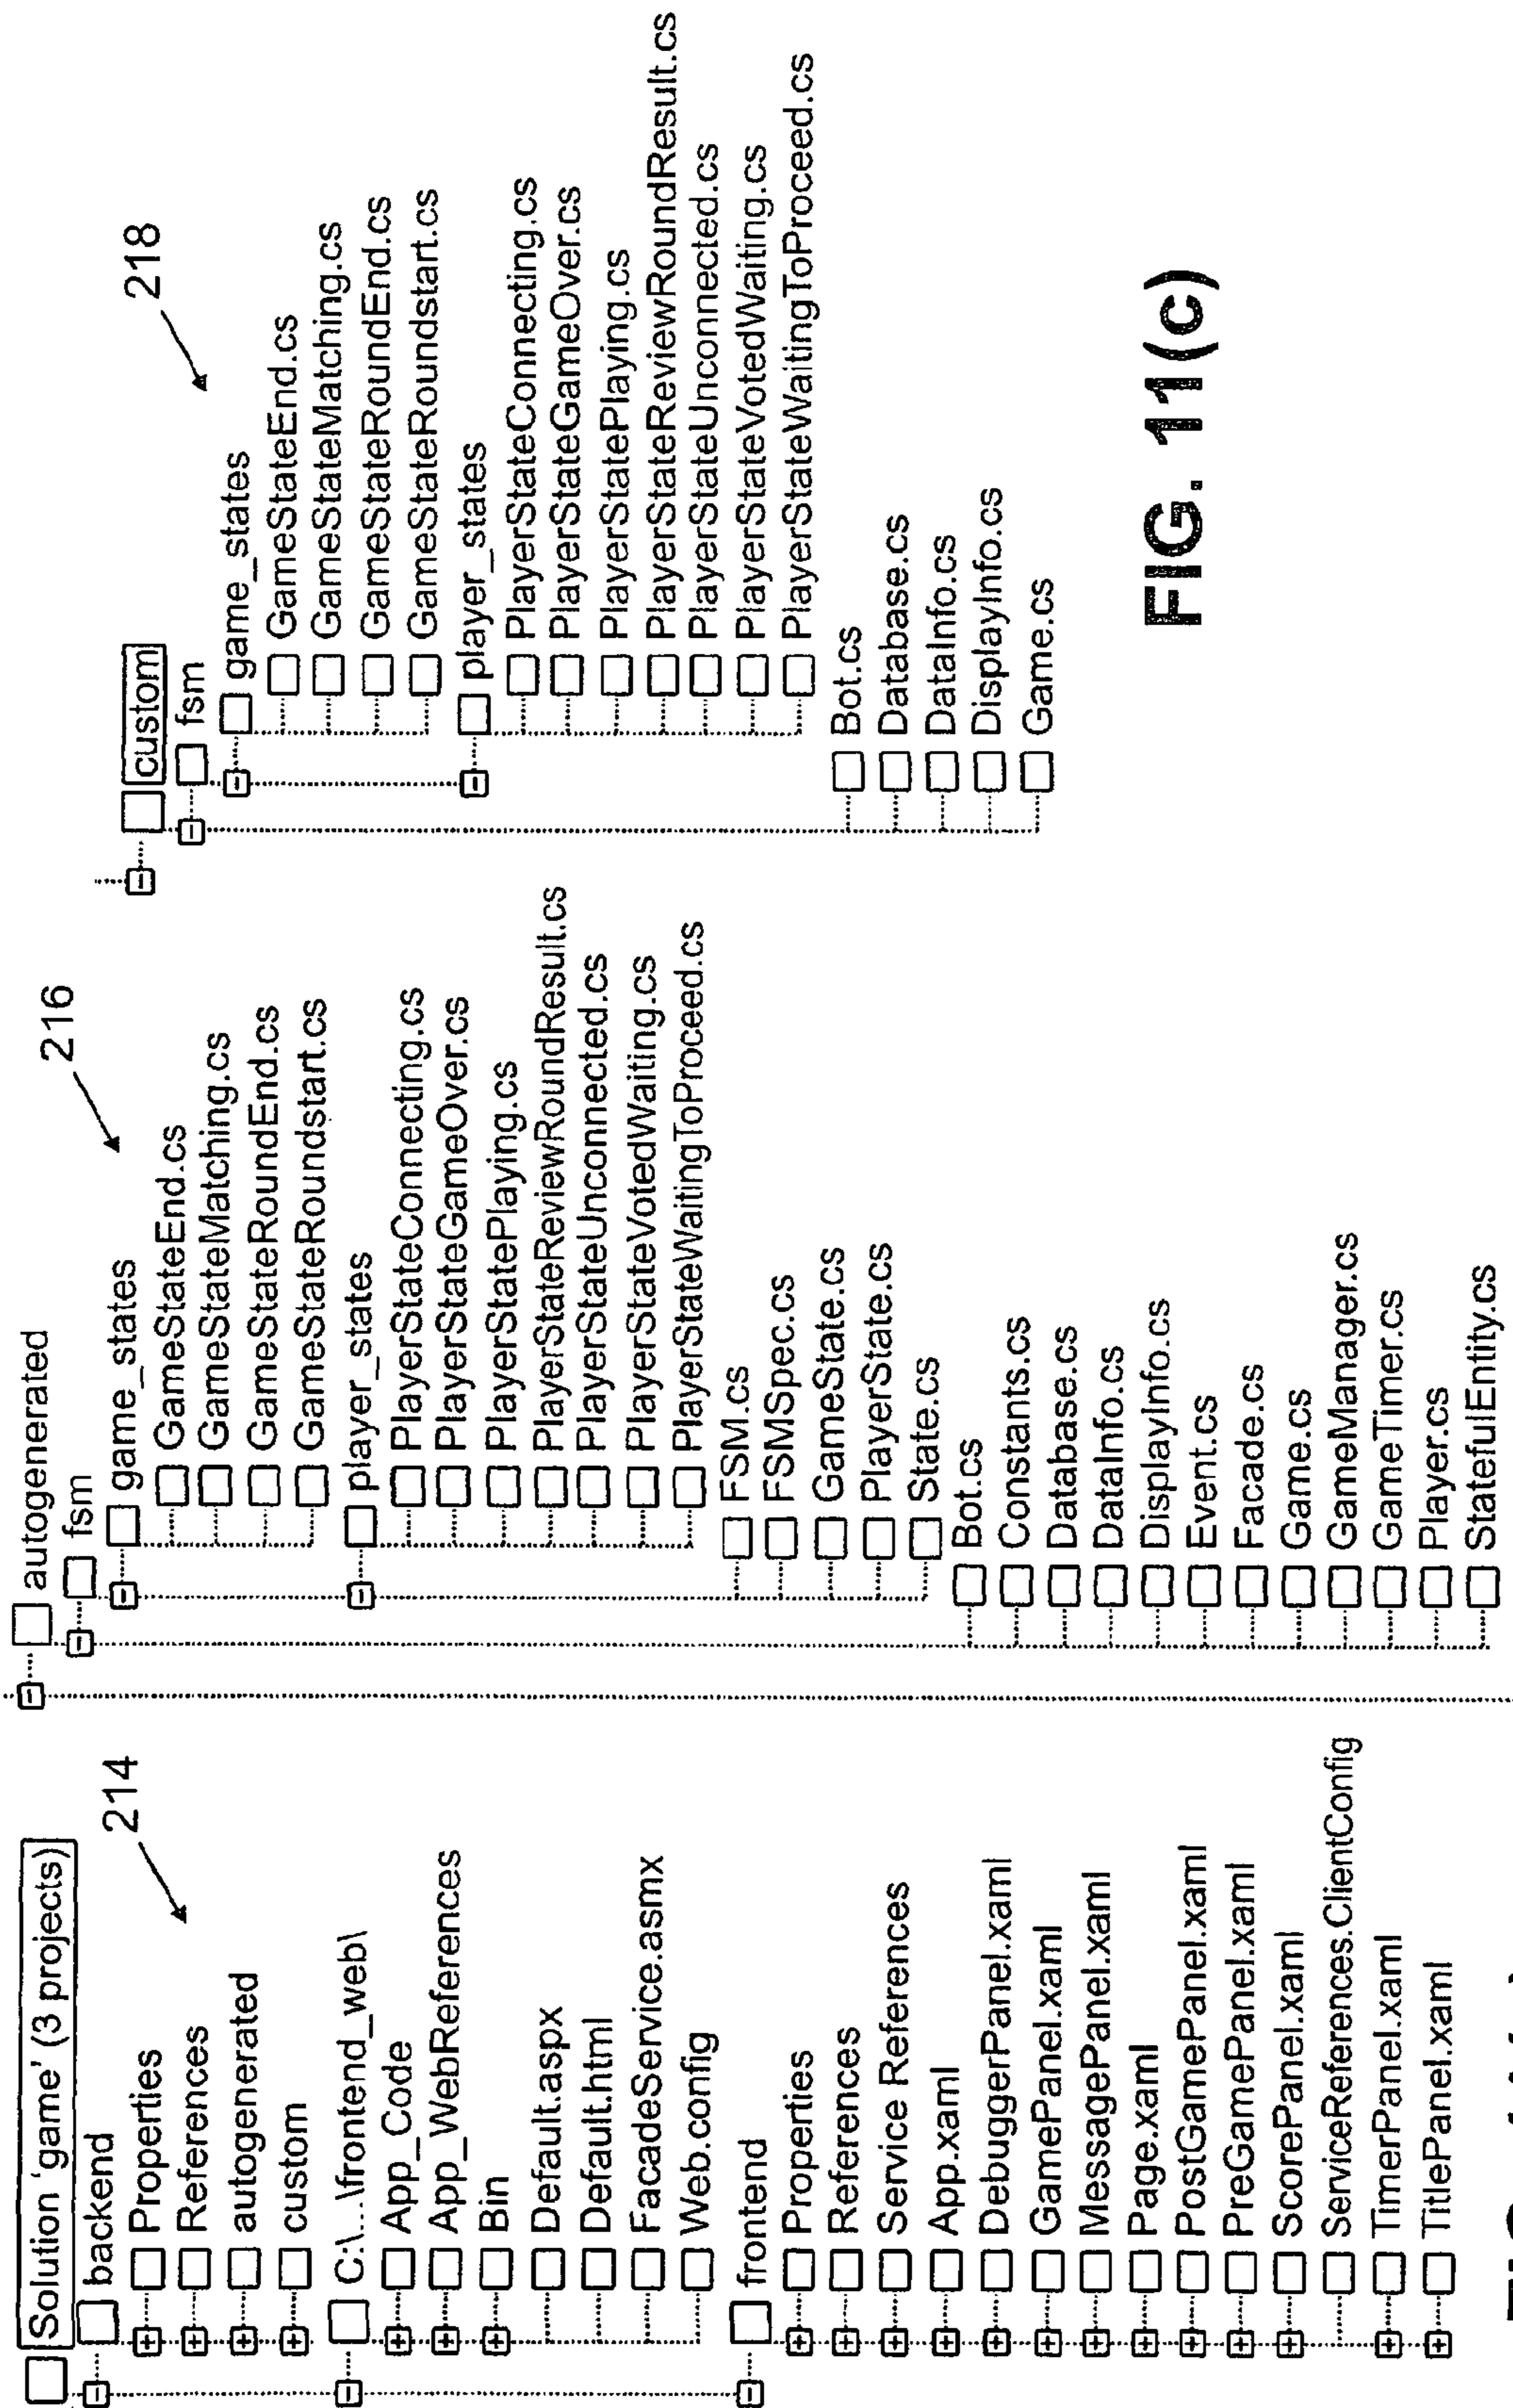 Solution 'game' (3 projects)
214
backend
Properties
References
autogenerated
custom
C:\...\frontend_web\
App_Code
App_WebReferences
Bin
Default.aspx
Default.html
FacadeService.asmx
Web.config
frontend
Properties
References
Service References
App.xaml
DebuggerPanel.xaml
GamePanel.xaml
MessagePanel.xaml
Page.xaml
PostGamePanel.xaml
PreGamePanel.xaml
ScorePanel.xaml
ServiceReferences.ClientConfig
TimerPanel.xaml
TitlePanel.xaml
autogenerated
216
fsm
game_states
GameStateEnd.cs
GameStateMatching.cs
GameStateRoundEnd.cs
GameStateRoundstart.cs
player_states
PlayerStateConnecting.cs
PlayerStateGameOver.cs
PlayerStatePlaying.cs
PlayerStateReviewRoundResult.cs
PlayerStateUnconnected.cs
PlayerStateVotedWaiting.cs
PlayerStateWaitingToProceed.cs
FSM.cs
FSMSpec.cs
GameState.cs
PlayerState.cs
State.cs
Bot.cs
Constants.cs
Database.cs
DataInfo.cs
DisplayInfo.cs
Event.cs
Facade.cs
Game.cs
GameManager.cs
GameTimer.cs
Player.cs
StatefulEntity.cs
custom
218
fsm
game_states
GameStateEnd.cs
GameStateMatching.cs
GameStateRoundEnd.cs
GameStateRoundstart.cs
player_states
PlayerStateConnecting.cs
PlayerStateGameOver.cs
PlayerStatePlaying.cs
PlayerStateReviewRoundResult.cs
PlayerStateUnconnected.cs
PlayerStateVotedWaiting.cs
PlayerStateWaitingToProceed.cs
Bot.cs
Database.cs
DataInfo.cs
DisplayInfo.cs
Game.cs
FIG. 11(c)